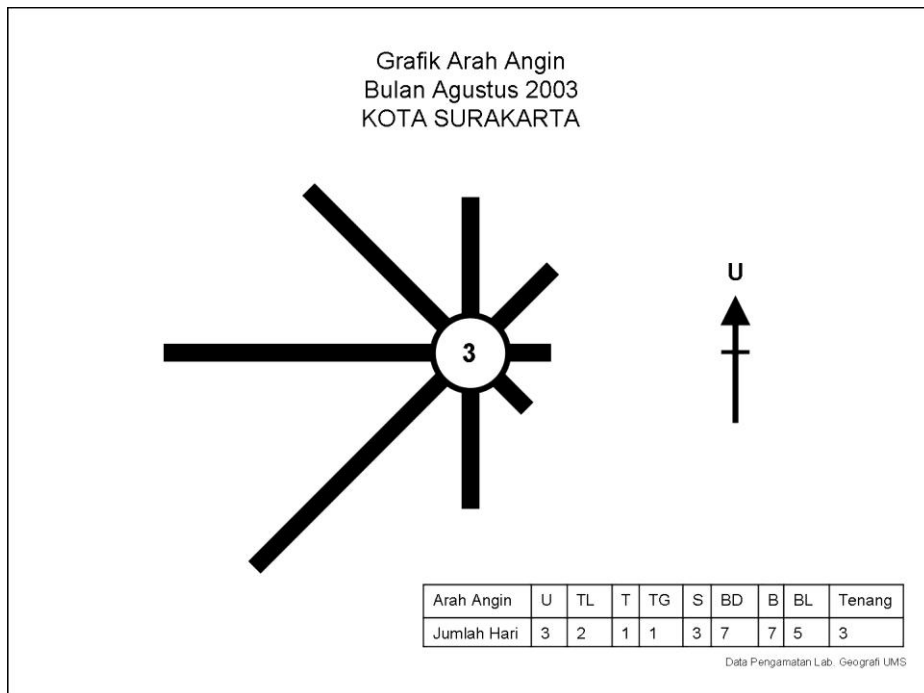 Grafik Arah Angin
Bulan Agustus 2003
KOTA SURAKARTA
U
3
Arah Angin U TL T TG S BD B BL Tenang
Jumlah Hari 3 2 1 1 3 7 7 5 3
Data Pengamatan Lab. Geografi UMS